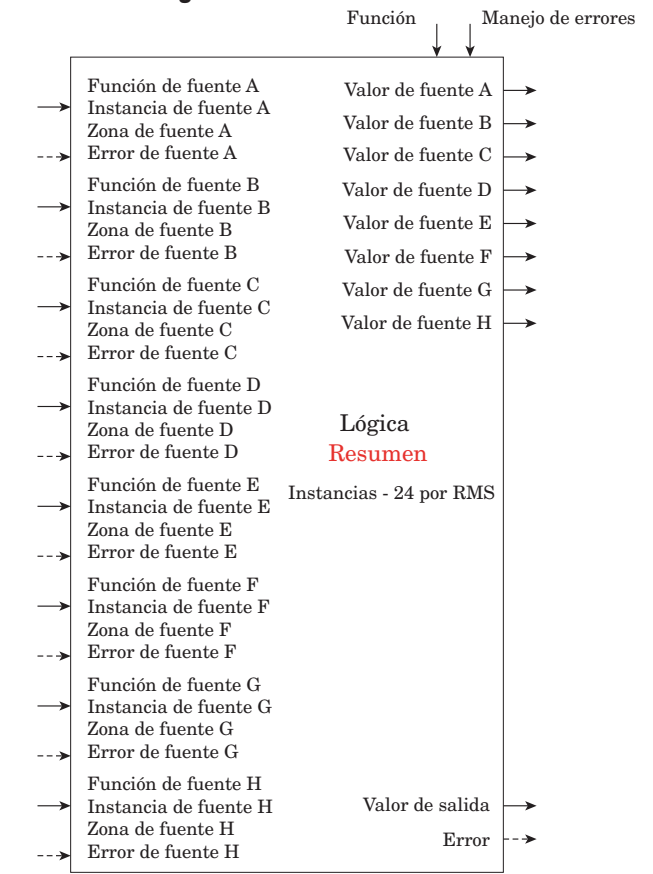 Función
Manejo de errores
Función de fuente A
Instancia de fuente A
Zona de fuente A
Error de fuente A
Función de fuente B
Instancia de fuente B
Zona de fuente B
Error de fuente B
Función de fuente C
Instancia de fuente C
Zona de fuente C
Error de fuente C
Función de fuente D
Instancia de fuente D
Zona de fuente D
Error de fuente D
Función de fuente E
Instancia de fuente E
Zona de fuente E
Error de fuente E
Función de fuente F
Instancia de fuente F
Zona de fuente F
Error de fuente F
Función de fuente G
Instancia de fuente G
Zona de fuente G
Error de fuente G
Función de fuente H
Instancia de fuente H
Zona de fuente H
Error de fuente H
Valor de fuente A
Valor de fuente B
Valor de fuente C
Valor de fuente D
Valor de fuente E
Valor de fuente F
Valor de fuente G
Valor de fuente H
Lógica
Resumen
Instancias - 24 por RMS
Valor de salida
Error